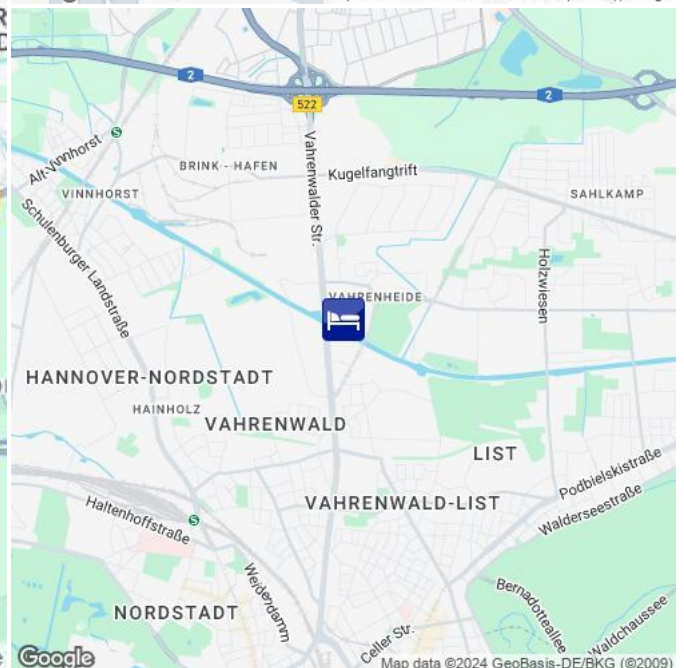 2
522
2
Alt-Vinnhorst
S
BRINK - HAFEN
Kugelfangtrift
VINNHORST
SAHLKAMP
Schulenburger Landstraße
Vahrenwalder Str.
Holzwiesen
VAHRENHEIDE
HANNOVER-NORDSTADT
HAINHOLZ
VAHRENWALD
LIST
Podbielskistraße
VAHRENWALD-LIST
Walderseestraße
Haltenhoffstraße
S
Weidendamm
Bernadotteallee
NORDSTADT
Waldchaussee
Celler Str.
Google
Map data ©2024 GeoBasis-DE/BKG (©2009)